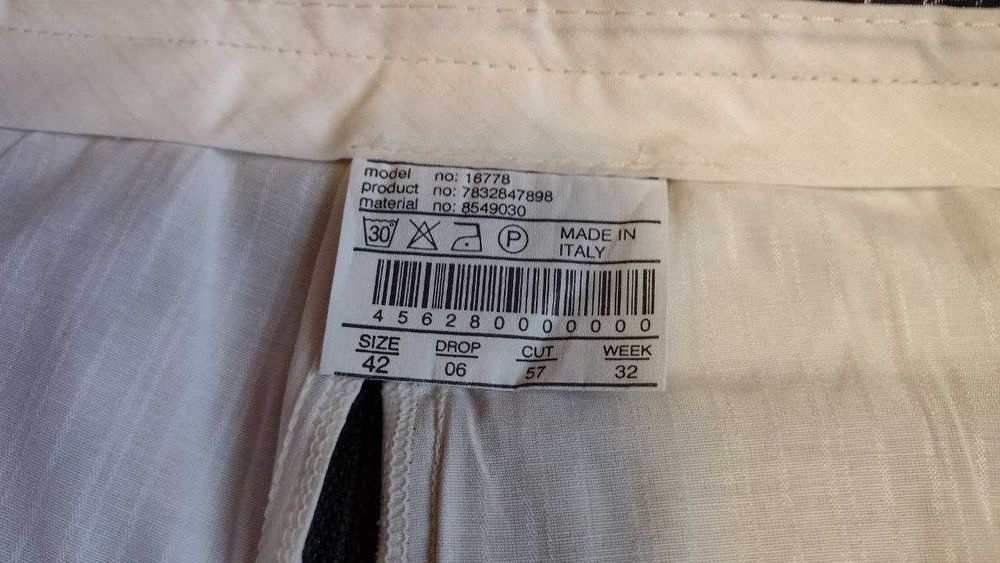 model no: 16778
product no: 7832847898
material no: 8549030
30° P MADE IN
ITALY
4 5 6 2 8 0 0 0 0 0 0 0
SIZE DROP CUT WEEK
42 06 57 32